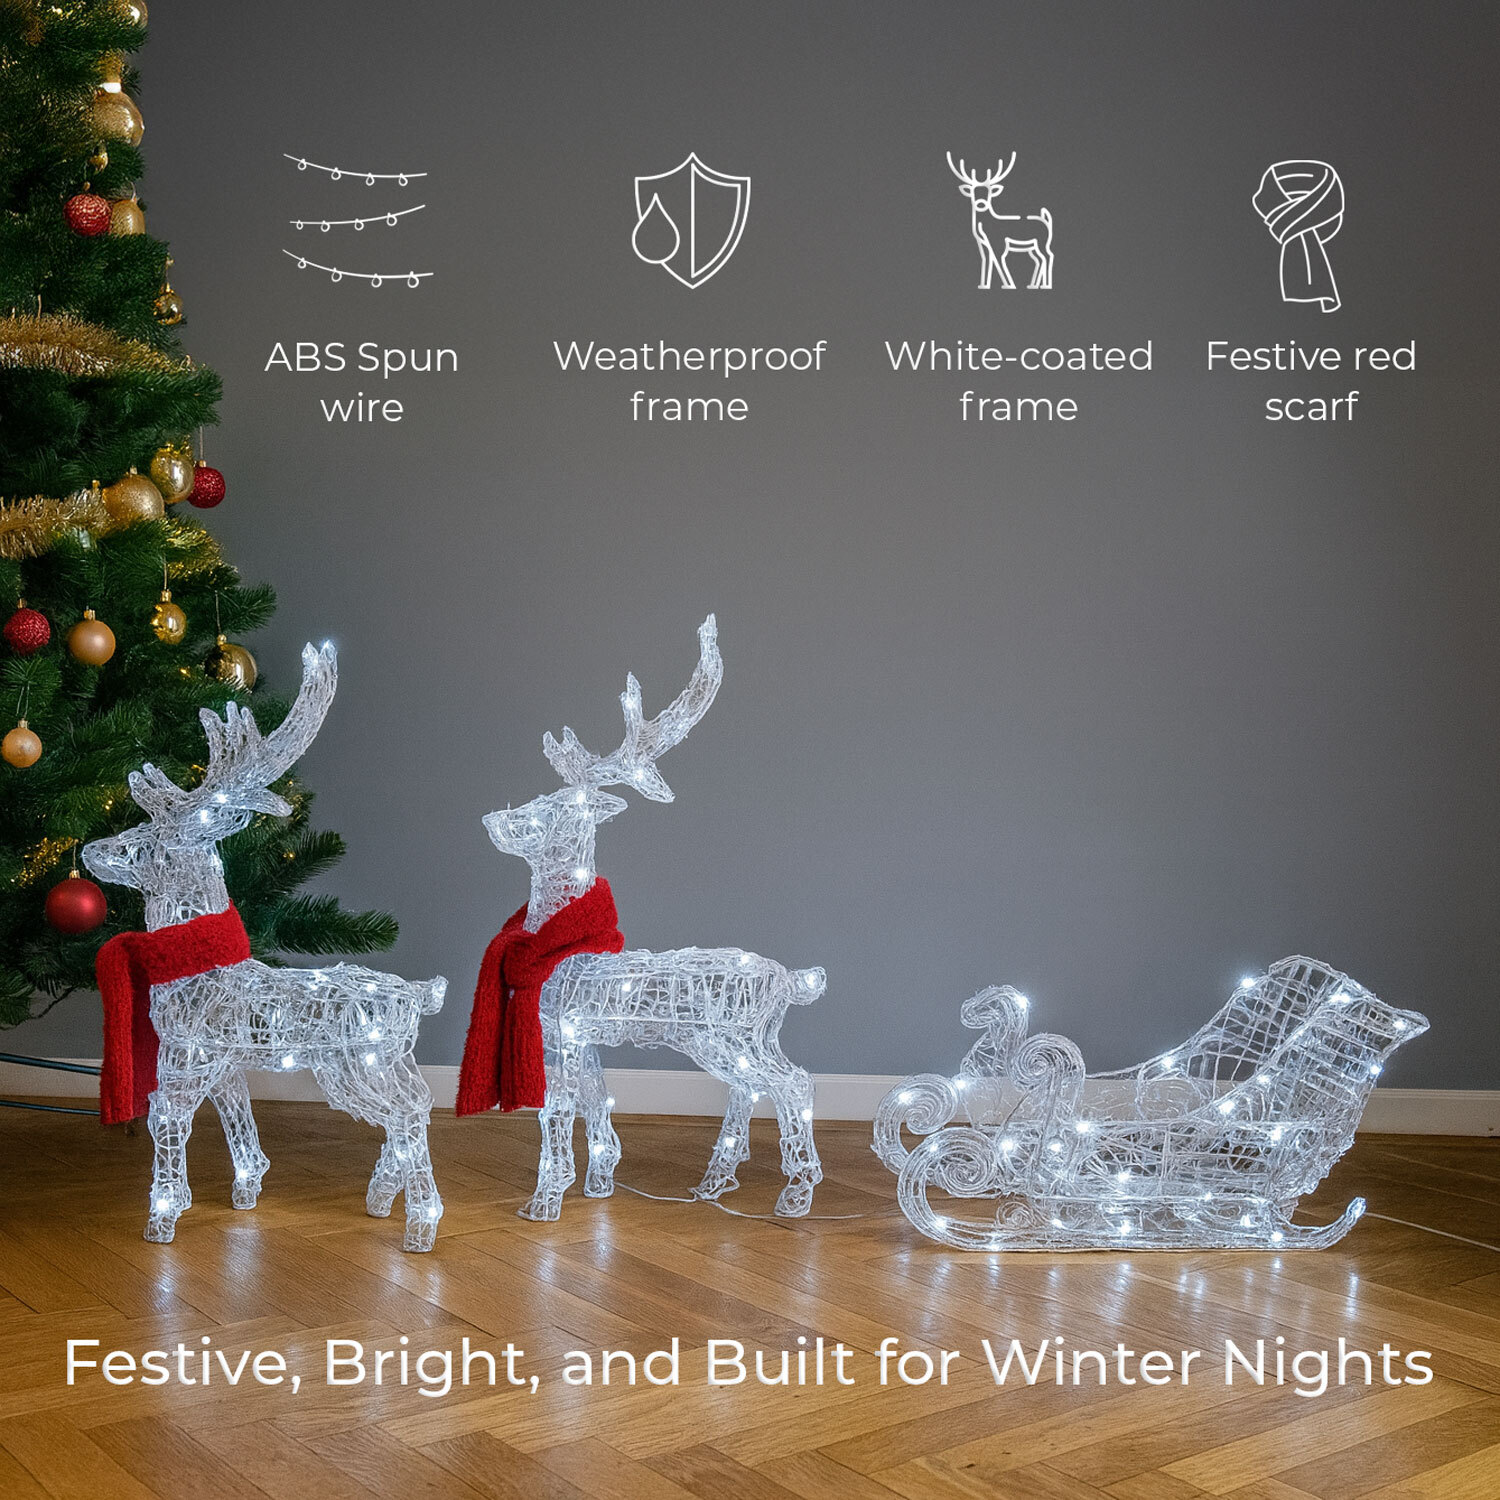 ABS Spun
wire
Weatherproof
frame
White-coated
frame
Festive red
scarf
Festive, Bright, and Built for Winter Nights